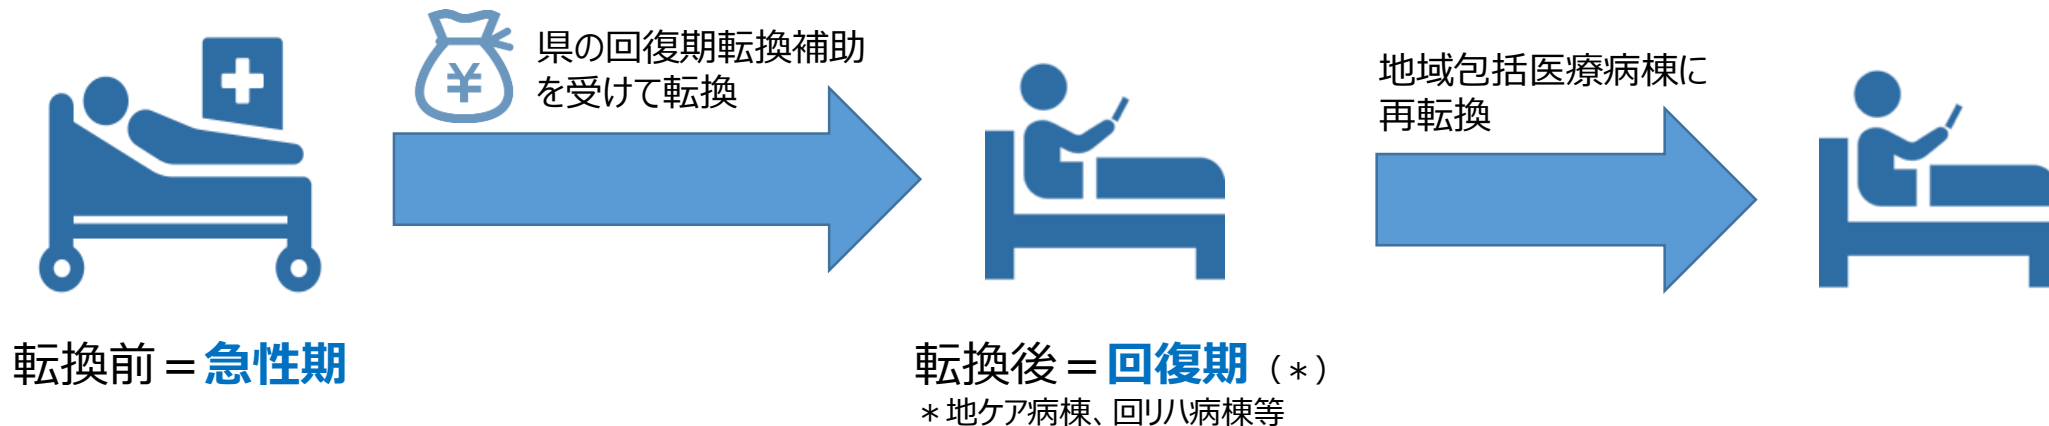 県の回復期転換補助
を受けて転換
地域包括医療病棟に
再転換
¥
転換前＝急性期
転換後＝回復期（＊）
＊地ケア病棟、回リハ病棟等